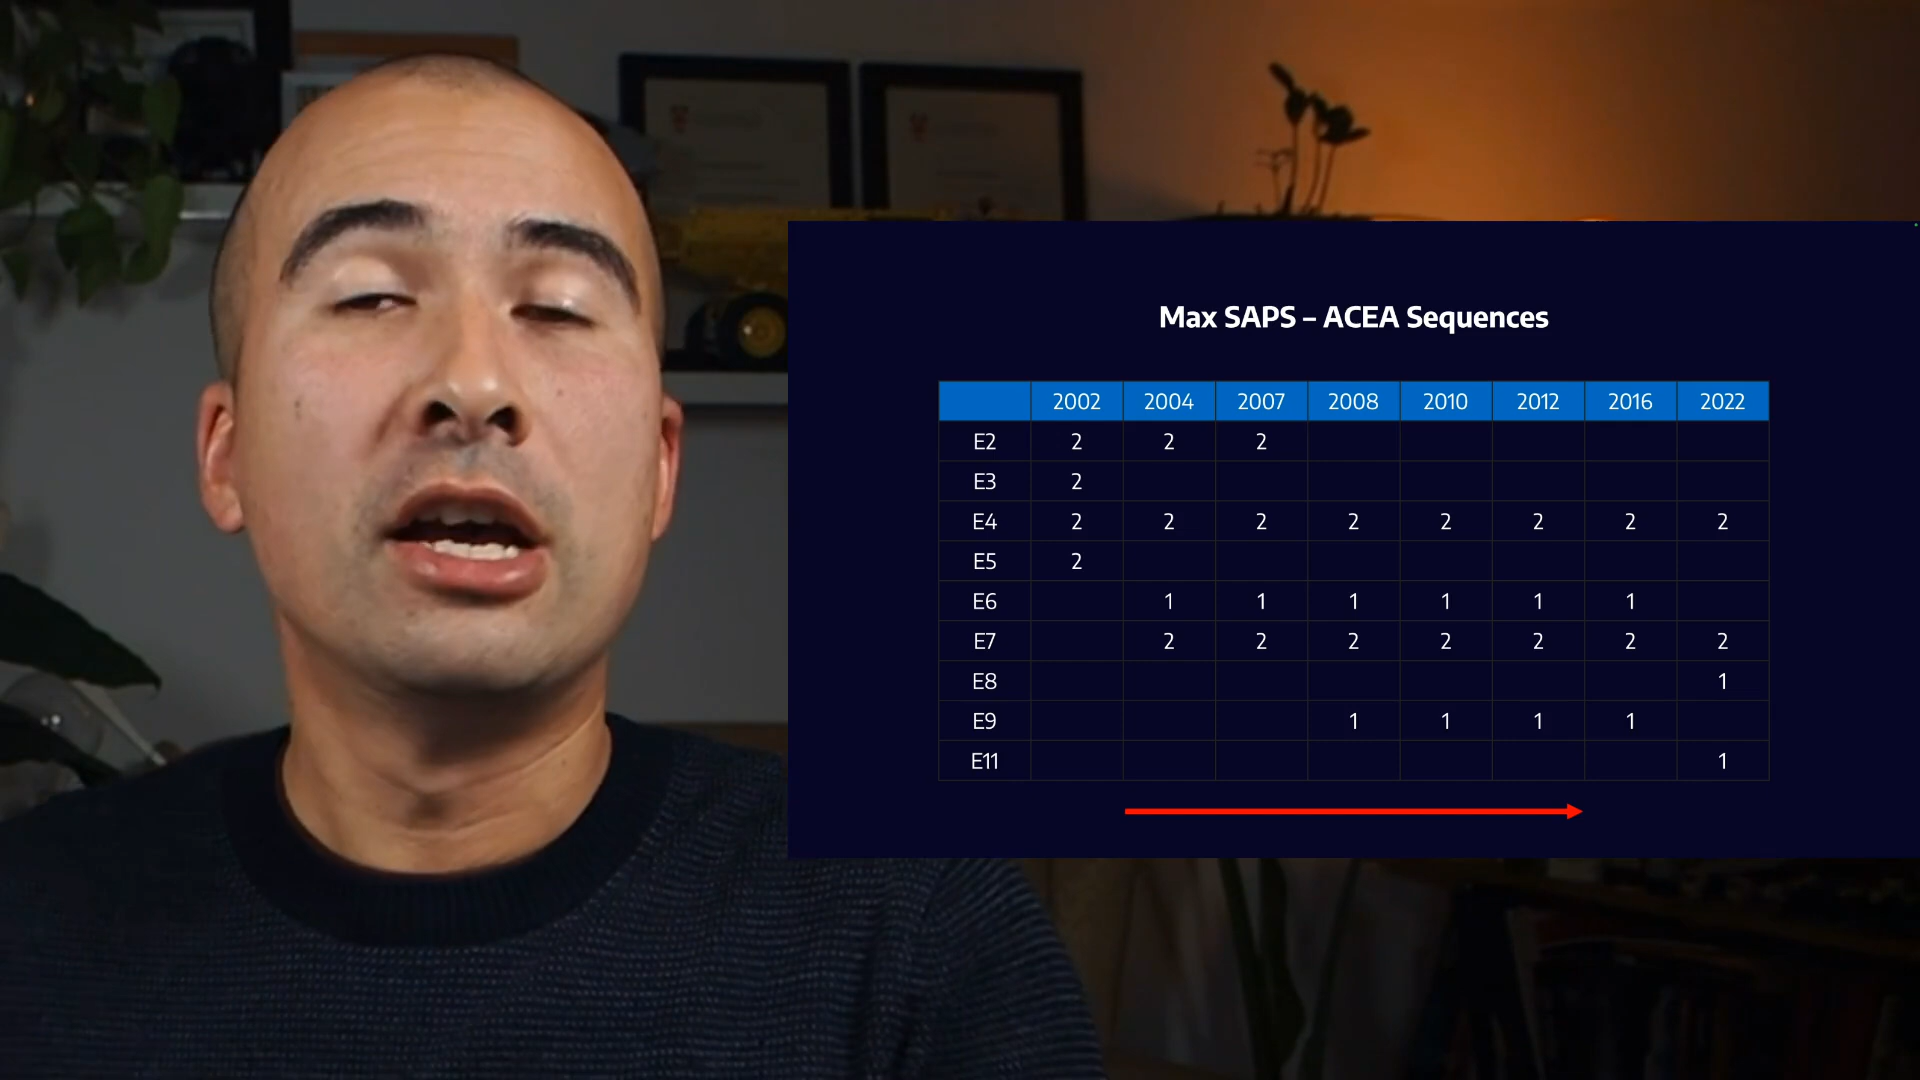 Max SAPS – ACEA Sequences
2002 2004 2007 2008 2010 2012 2016 2022
E2 2 2 2
E3 2
E4 2 2 2 2 2 2 2 2
E5 2
E6 1 1 1 1 1 1
E7 2 2 2 2 2 2 2
E8 1
E9 1 1 1 1
E11 1